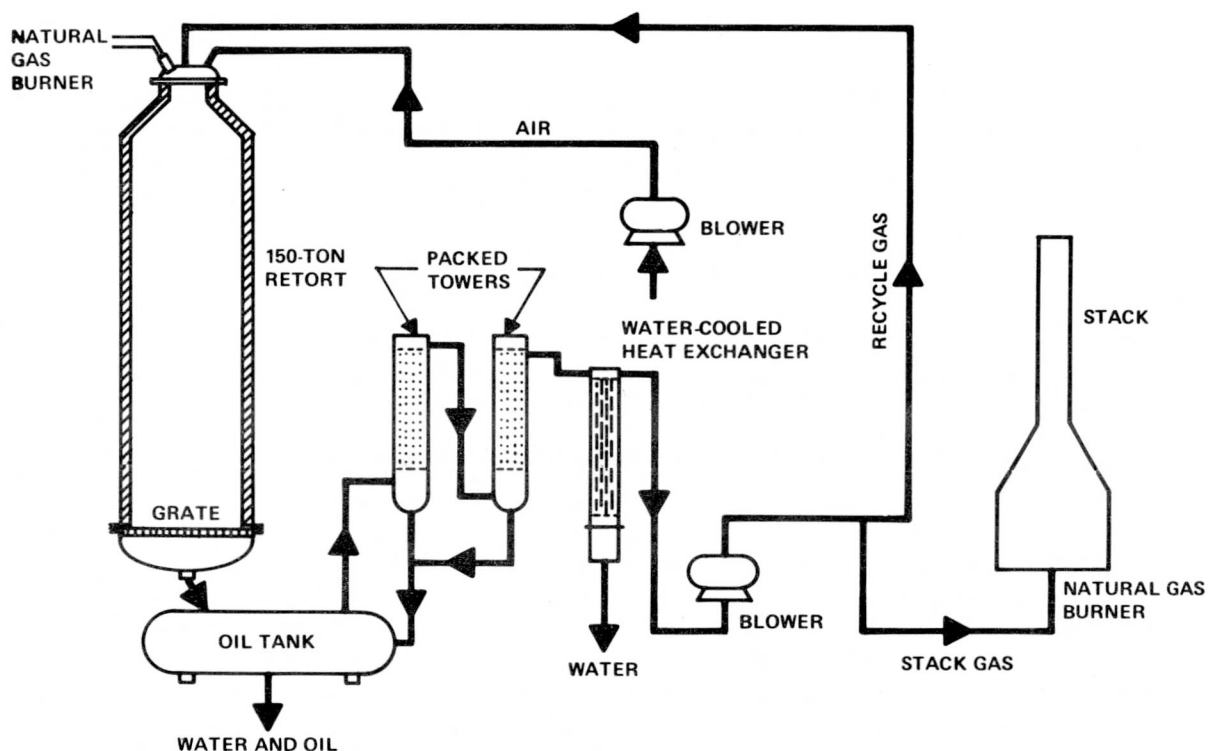 NATURAL
GAS
BURNER
AIR
BLOWER
150-TON
RETORT
PACKED
TOWERS
WATER-COOLED
HEAT EXCHANGER
RECYCLE GAS
STACK
GRATE
OIL TANK
WATER AND OIL
WATER
BLOWER
STACK GAS
NATURAL GAS
BURNER